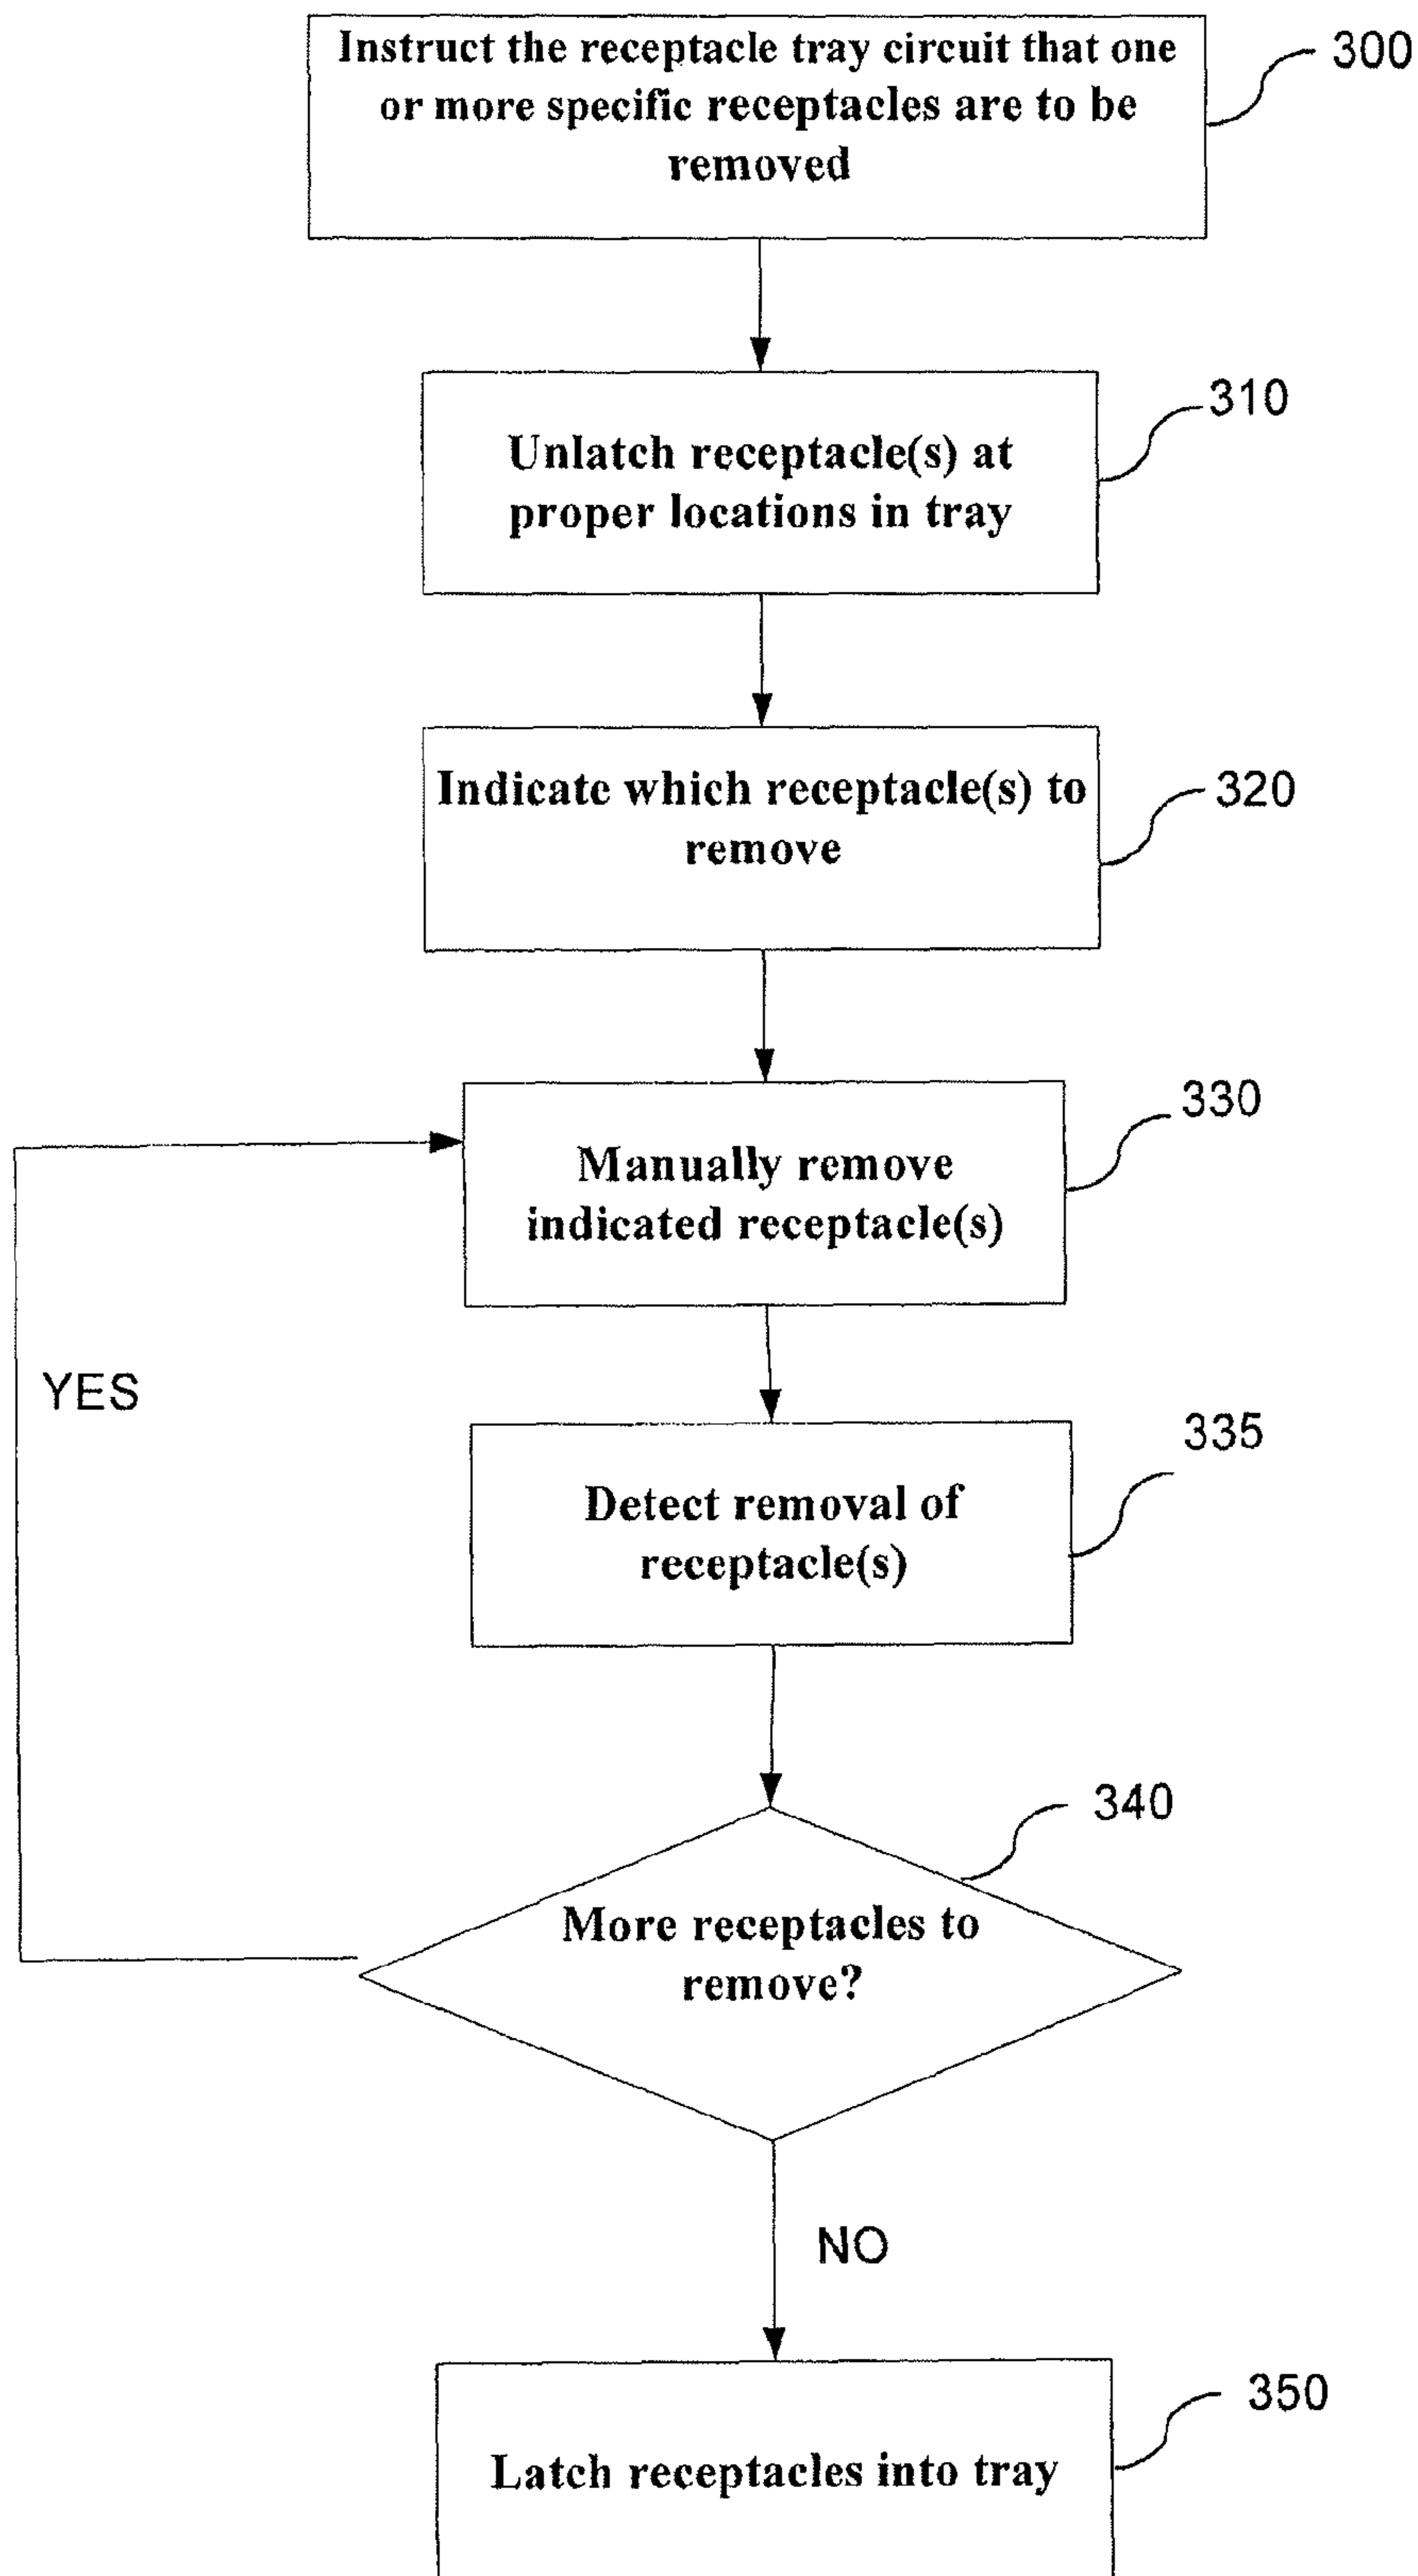 Instruct the receptacle tray circuit that one
or more specific receptacles are to be
removed
300
Unlatch receptacle(s) at
proper locations in tray
310
Indicate which receptacle(s) to
remove
320
Manually remove
indicated receptacle(s)
330
YES
Detect removal of
receptacle(s)
335
More receptacles to
remove?
340
NO
Latch receptacles into tray
350